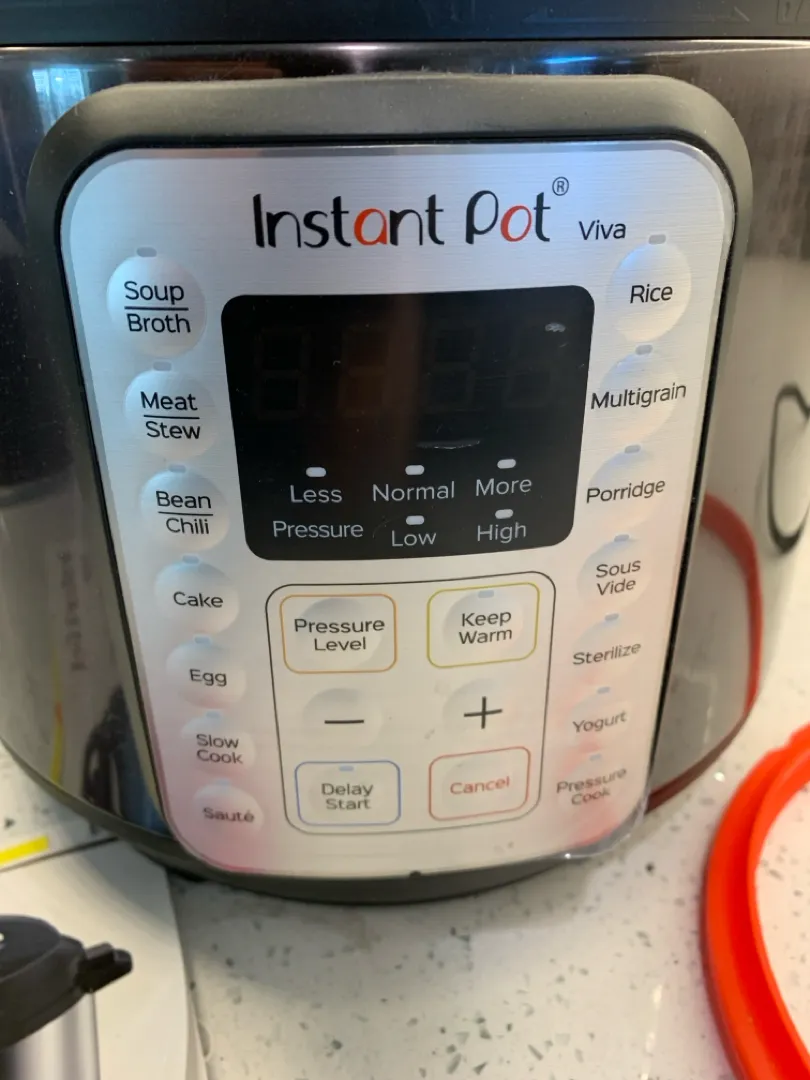 Instant Pot® Viva
Soup
Broth
Meat
Stew
Bean
Chili
Cake
Egg
Slow
Cook
Sauté
Less Normal More
Pressure Low High
Pressure
Level
Keep
Warm
−
+
Delay
Start
Cancel
Rice
Multigrain
Porridge
Sous
Vide
Sterilize
Yogurt
Pressure
Cook